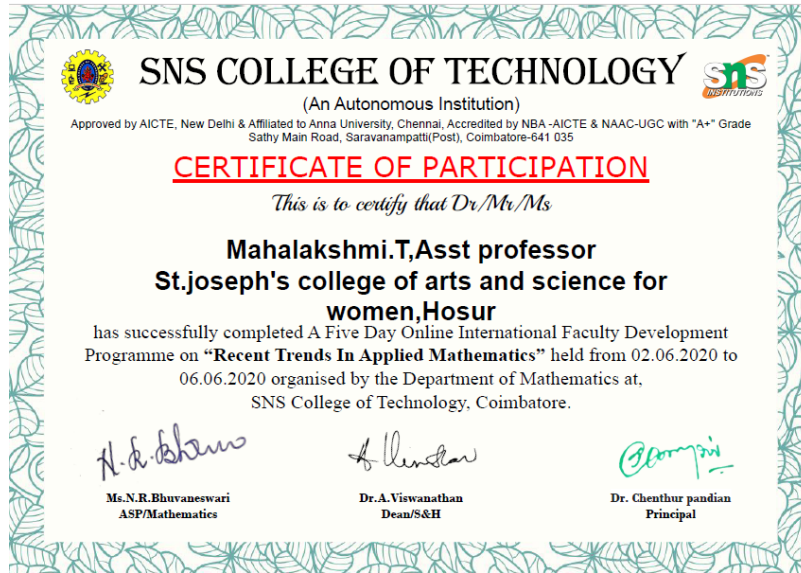 SNS COLLEGE OF TECHNOLOGY
sns
INSTITUTIONS
(An Autonomous Institution)
Approved by AICTE, New Delhi & Affiliated to Anna University, Chennai, Accredited by NBA -AICTE & NAAC-UGC with "A+" Grade
Sathy Main Road, Saravanampatti(Post), Coimbatore-641 035
CERTIFICATE OF PARTICIPATION
This is to certify that Dr/Mr/Ms
Mahalakshmi.T,Asst professor
St.joseph's college of arts and science for
women,Hosur
has successfully completed A Five Day Online International Faculty Development
Programme on “Recent Trends In Applied Mathematics” held from 02.06.2020 to
06.06.2020 organised by the Department of Mathematics at,
SNS College of Technology, Coimbatore.
Ms.N.R.Bhuvaneswari
ASP/Mathematics
Dr.A.Viswanathan
Dean/S&H
Dr. Chenthur pandian
Principal